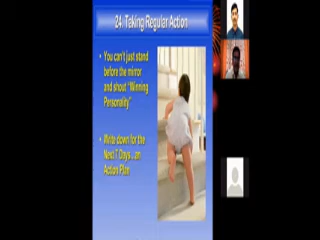 24. Taking Regular Action
• You can't just stand
before the mirror
and shout "Winning
Personality"
• Write down for the
Next 7 Days ...an
Action Plan